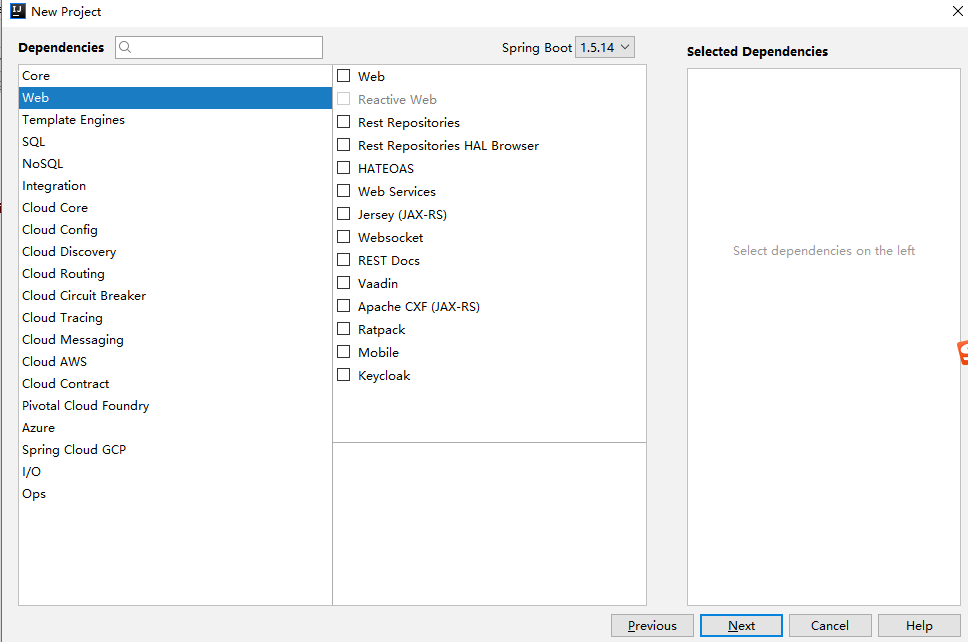 New Project
Dependencies
Spring Boot 1.5.14
Selected Dependencies
Core
Web
Template Engines
SQL
NoSQL
Integration
Cloud Core
Cloud Config
Cloud Discovery
Cloud Routing
Cloud Circuit Breaker
Cloud Tracing
Cloud Messaging
Cloud AWS
Cloud Contract
Pivotal Cloud Foundry
Azure
Spring Cloud GCP
I/O
Ops
Web
Reactive Web
Rest Repositories
Rest Repositories HAL Browser
HATEOAS
Web Services
Jersey (JAX-RS)
Websocket
REST Docs
Vaadin
Apache CXF (JAX-RS)
Ratpack
Mobile
Keycloak
Select dependencies on the left
Previous
Next
Cancel
Help